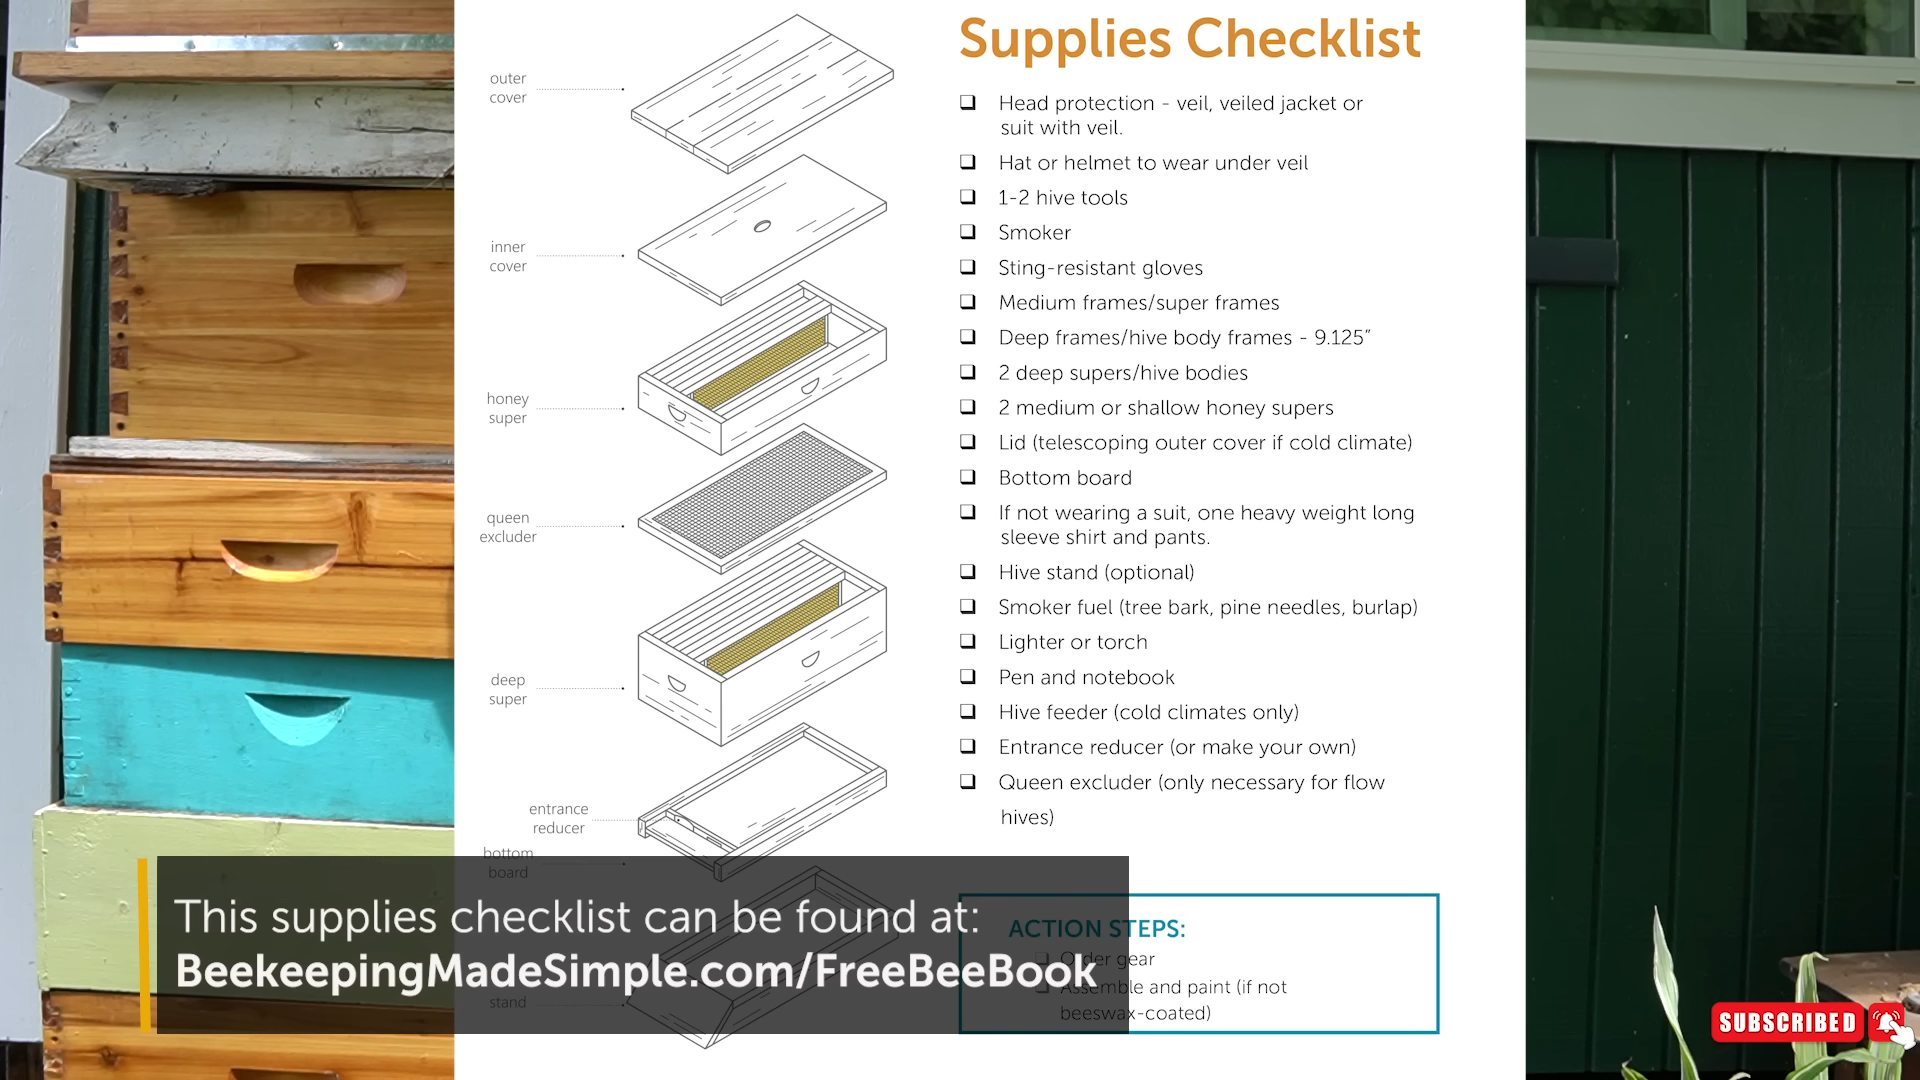 Supplies Checklist
Head protection - veil, veiled jacket or
suit with veil.
Hat or helmet to wear under veil
1-2 hive tools
Smoker
Sting-resistant gloves
Medium frames/super frames
Deep frames/hive body frames - 9.125”
2 deep supers/hive bodies
2 medium or shallow honey supers
Lid (telescoping outer cover if cold climate)
Bottom board
If not wearing a suit, one heavy weight long
sleeve shirt and pants.
Hive stand (optional)
Smoker fuel (tree bark, pine needles, burlap)
Lighter or torch
Pen and notebook
Hive feeder (cold climates only)
Entrance reducer (or make your own)
Queen excluder (only necessary for flow
hives)
outer
cover
inner
cover
honey
super
queen
excluder
deep
super
entrance
reducer
bottom
board
stand
ACTION STEPS:
Order gear
Assemble and paint (if not
beeswax-coated)
This supplies checklist can be found at:
BeekeepingMadeSimple.com/FreeBeeBook
SUBSCRIBED